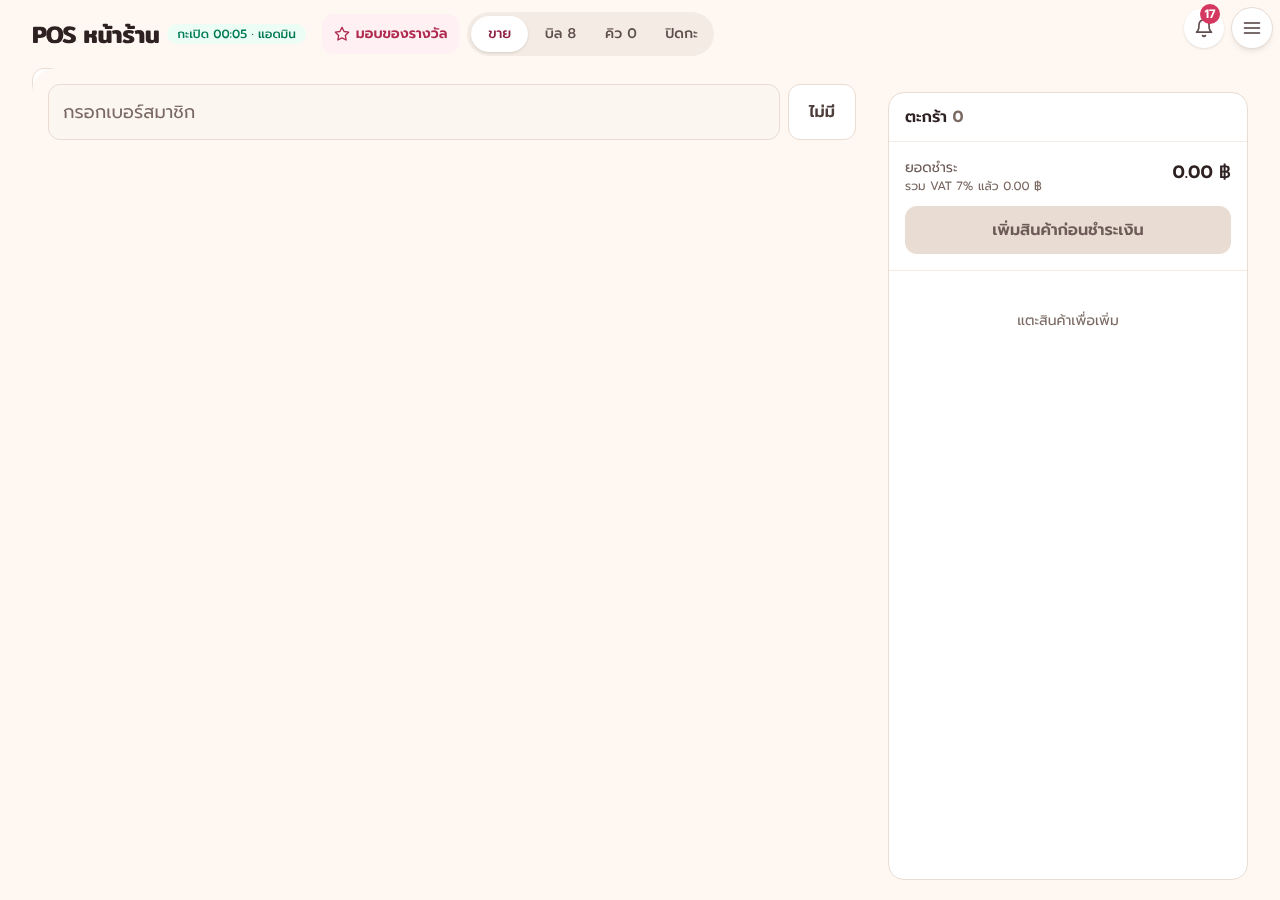 POS หน้าร้าน
กะเปิด 00:05 · แอดมิน
มอบของรางวัล
ขาย
บิล 8
คิว 0
ปิดกะ
17
กรอกเบอร์สมาชิก
ไม่มี
ตะกร้า 0
ยอดชำระ
0.00 ฿
รวม VAT 7% แล้ว 0.00 ฿
เพิ่มสินค้าก่อนชำระเงิน
แตะสินค้าเพื่อเพิ่ม